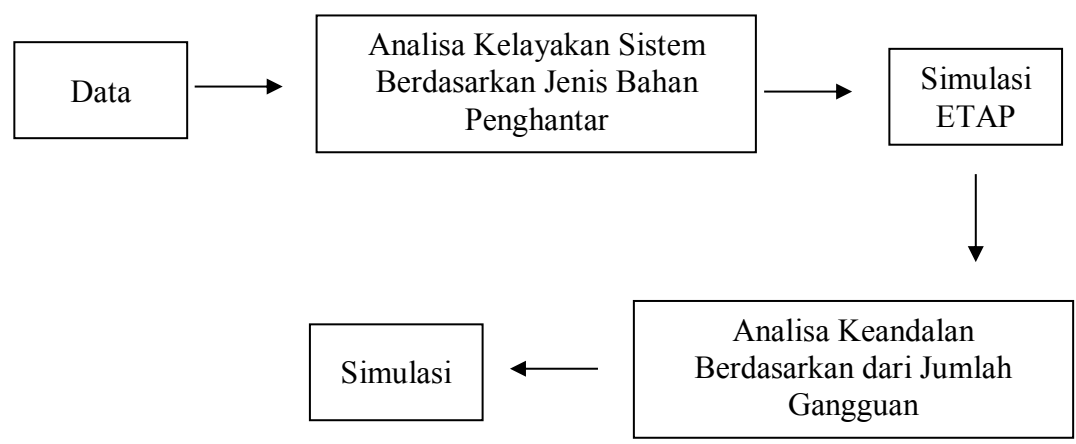 Data
Analisa Kelayakan Sistem
Berdasarkan Jenis Bahan
Penghantar
Simulasi
ETAP
Analisa Keandalan
Berdasarkan dari Jumlah
Gangguan
Simulasi